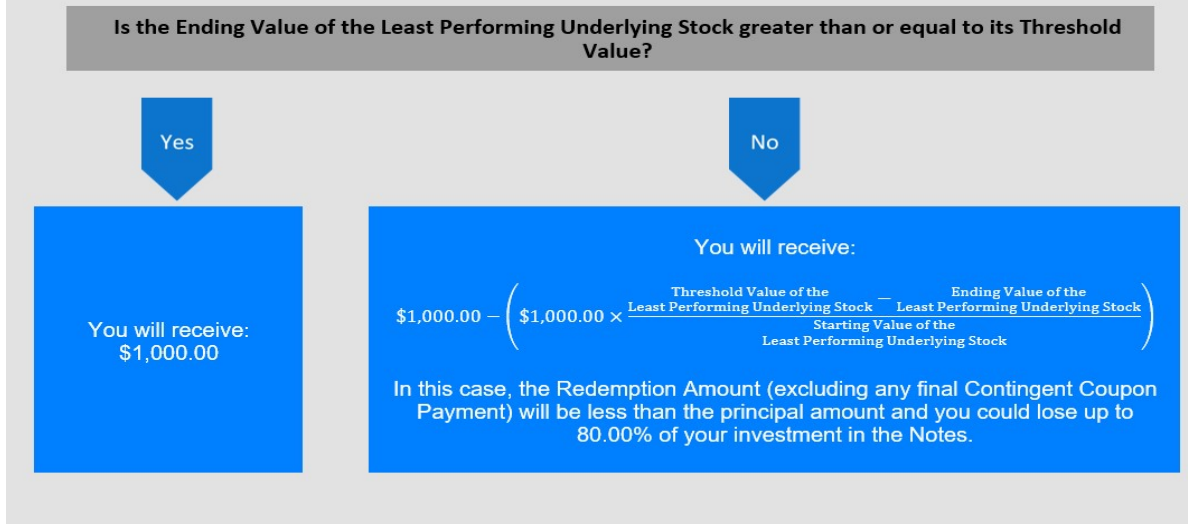 Is the Ending Value of the Least Performing Underlying Stock greater than or equal to its Threshold
Value?
Yes
No
You will receive:
$1,000.00
You will receive:
$1,000.00 − ( $1,000.00 × (Threshold Value of the Least Performing Underlying Stock − Ending Value of the Least Performing Underlying Stock) / Starting Value of the Least Performing Underlying Stock )
In this case, the Redemption Amount (excluding any final Contingent Coupon
Payment) will be less than the principal amount and you could lose up to
80.00% of your investment in the Notes.